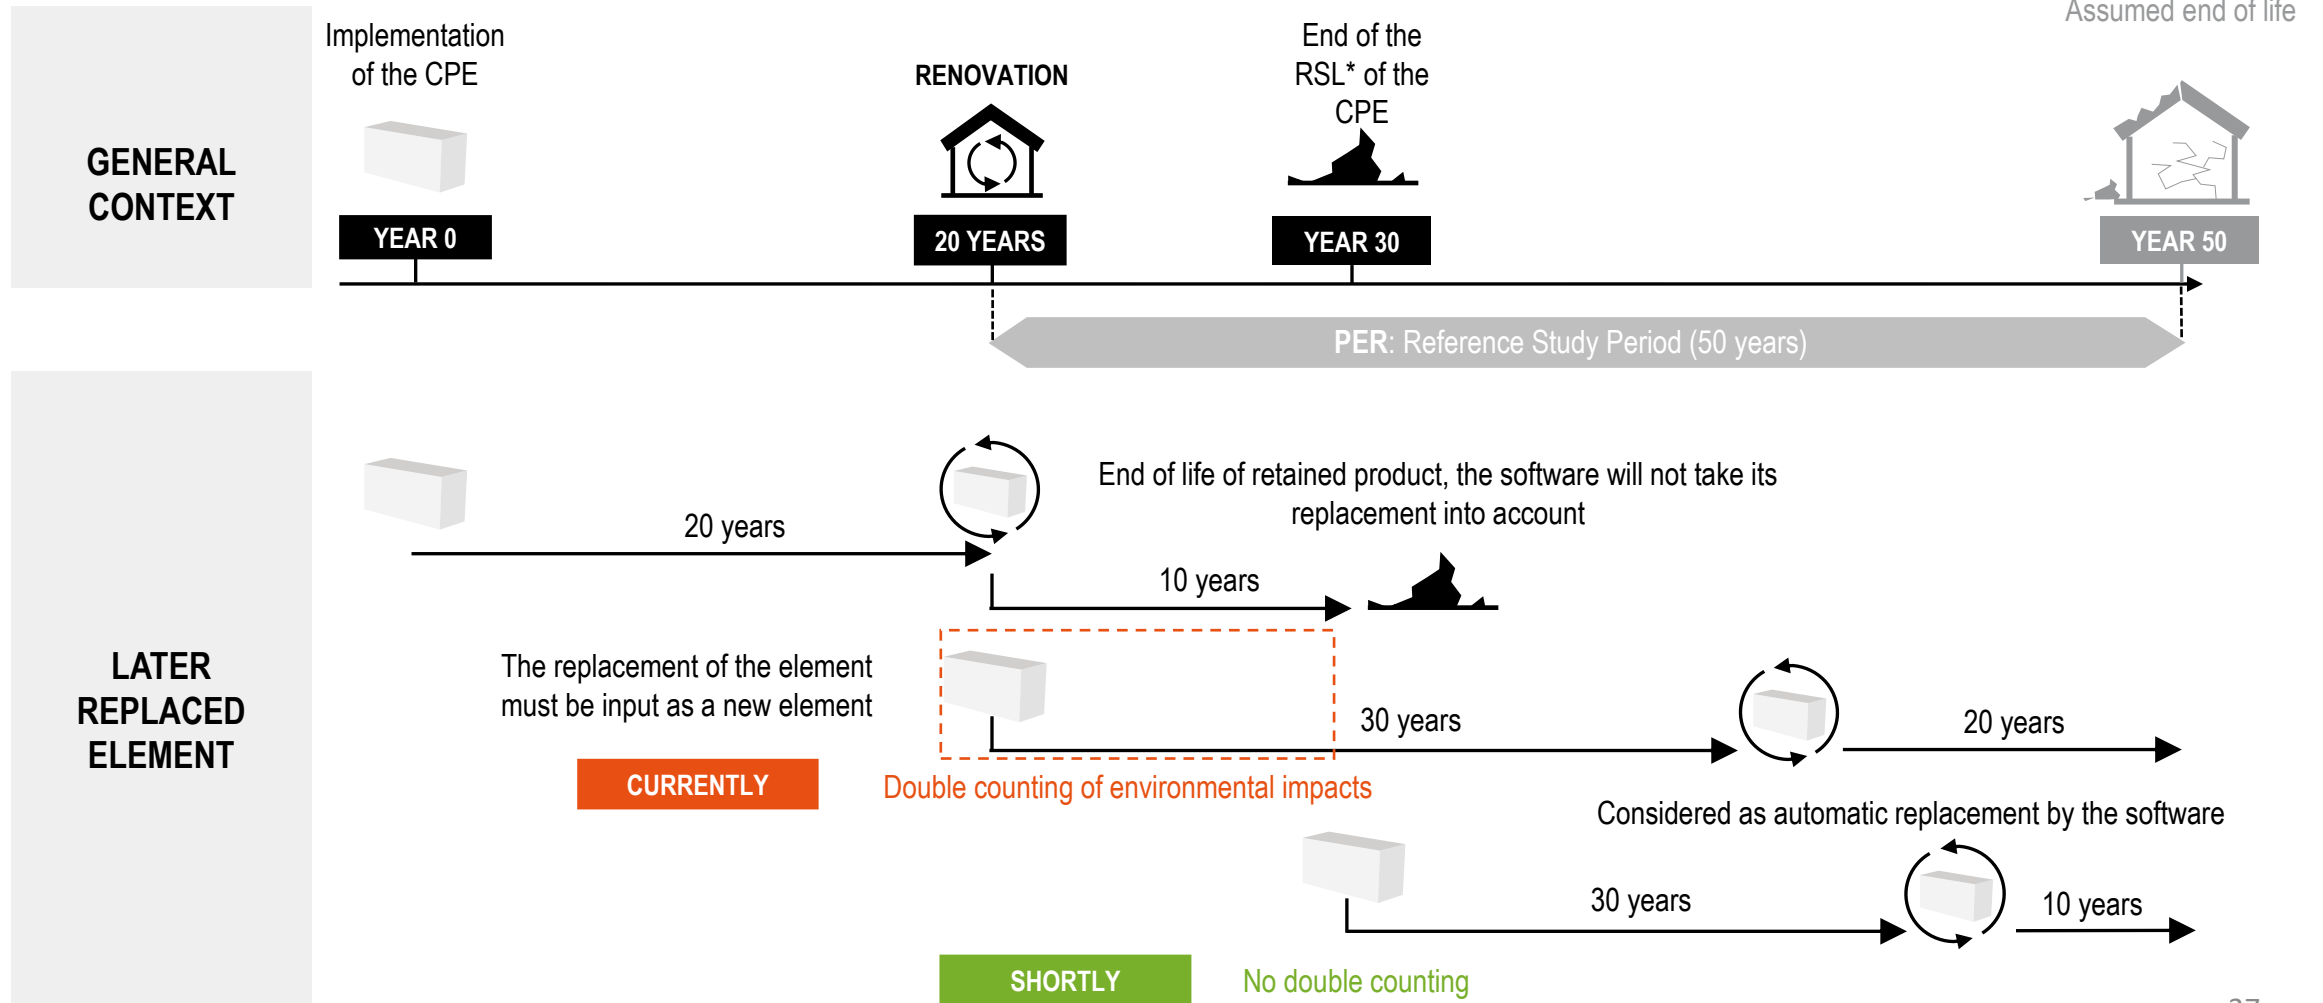 Assumed end of life
Implementation
of the CPE
RENOVATION
End of the
RSL* of the
CPE
GENERAL
CONTEXT
YEAR 0
20 YEARS
YEAR 30
YEAR 50
PER: Reference Study Period (50 years)
End of life of retained product, the software will not take its
replacement into account
20 years
10 years
LATER
REPLACED
ELEMENT
The replacement of the element
must be input as a new element
30 years
20 years
CURRENTLY
Double counting of environmental impacts
Considered as automatic replacement by the software
30 years
10 years
SHORTLY
No double counting